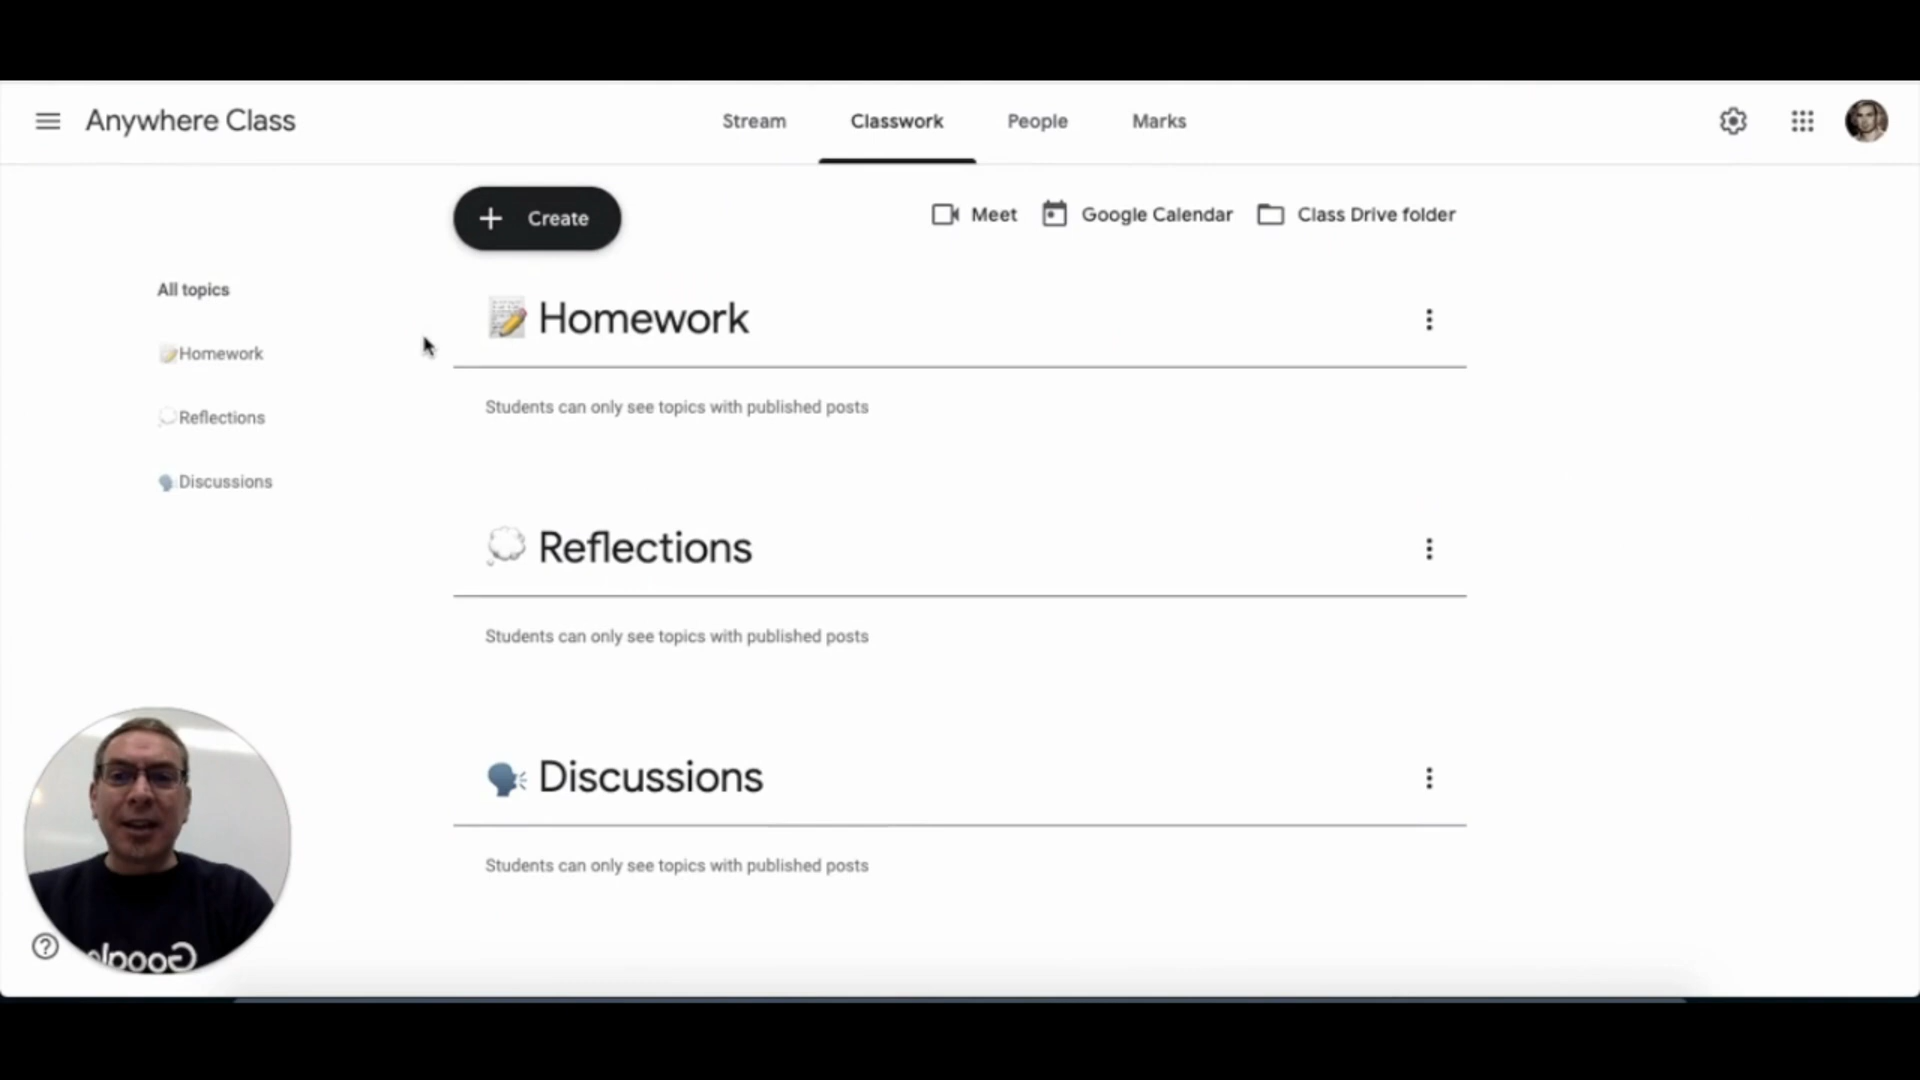 Anywhere Class
Stream Classwork People Marks
Create
Meet Google Calendar Class Drive folder
All topics
Homework
Reflections
Discussions
Homework
Students can only see topics with published posts
Reflections
Students can only see topics with published posts
Discussions
Students can only see topics with published posts
Google